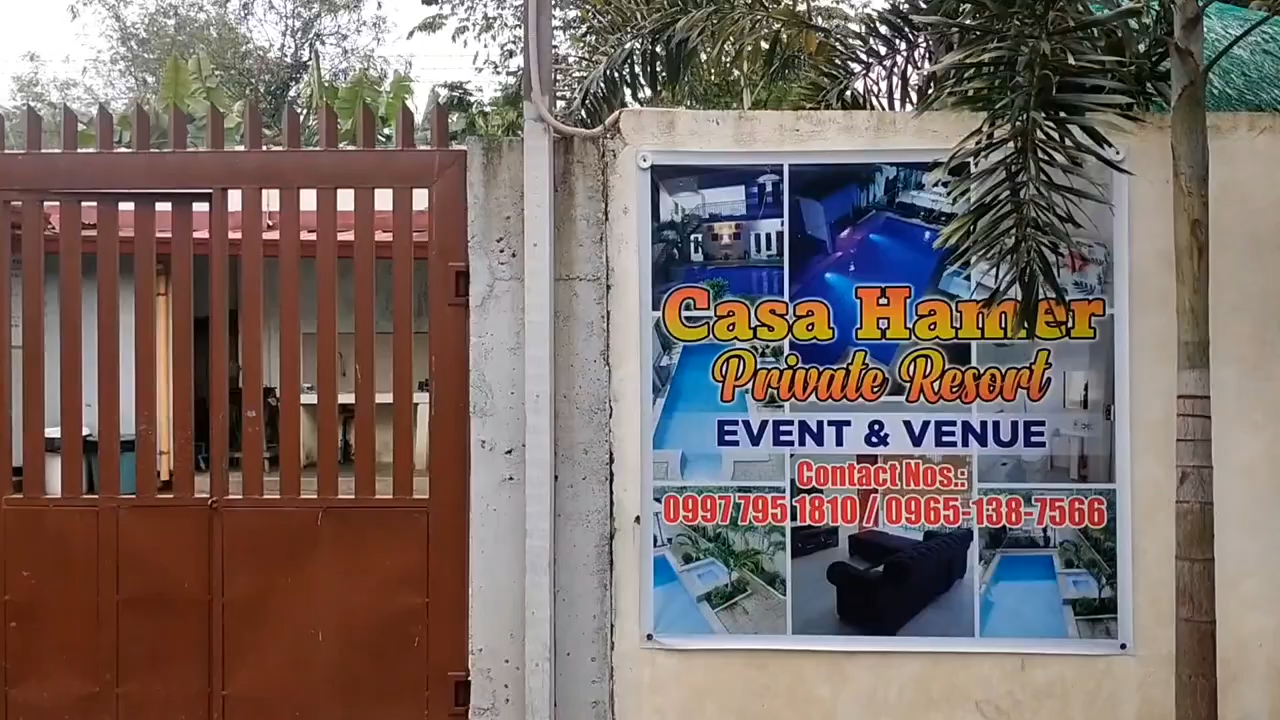 Casa Hamer
Private Resort
EVENT & VENUE
Contact Nos.:
0997 795 1810 / 0965-138-7566